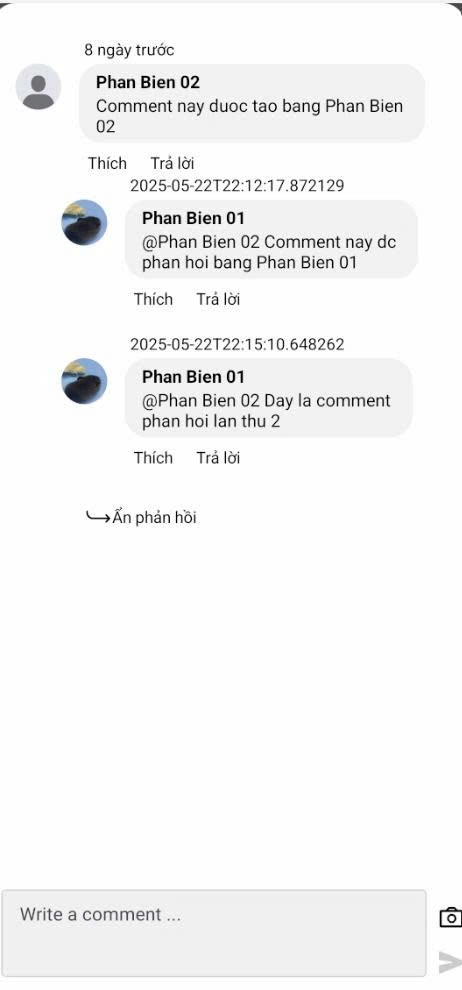 8 ngày trước
Phan Bien 02
Comment nay duoc tao bang Phan Bien
02
Thích Trả lời
2025-05-22T22:12:17.872129
Phan Bien 01
@Phan Bien 02 Comment nay dc
phan hoi bang Phan Bien 01
Thích Trả lời
2025-05-22T22:15:10.648262
Phan Bien 01
@Phan Bien 02 Day la comment
phan hoi lan thu 2
Thích Trả lời
Ẩn phản hồi
Write a comment ...